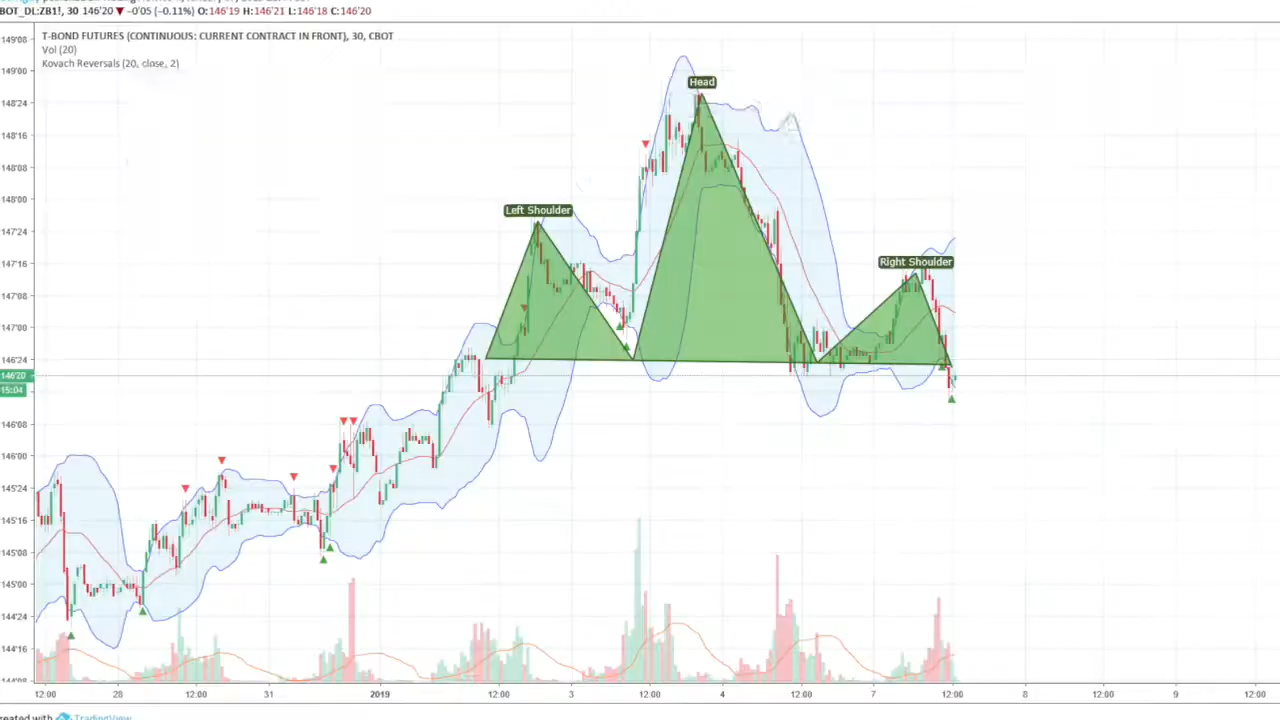 BOT_DL:ZB1!, 30 146'20 ▼ −0'05 (−0.11%) O:146'19 H:146'21 L:146'18 C:146'20
149'08
T-BOND FUTURES (CONTINUOUS: CURRENT CONTRACT IN FRONT), 30, CBOT
Vol (20)
Kovach Reversals (20, close, 2)
149'00
Head
148'24
148'16
148'08
148'00
Left Shoulder
147'24
147'16
Right Shoulder
147'08
147'00
146'24
146'20
15:04
146'08
146'00
145'24
145'16
145'08
145'00
144'24
144'16
144'08
12:00 28 12:00 31 2019 12:00 3 12:00 4 12:00 7 12:00 8 12:00 9 12:00
reated with TradingView